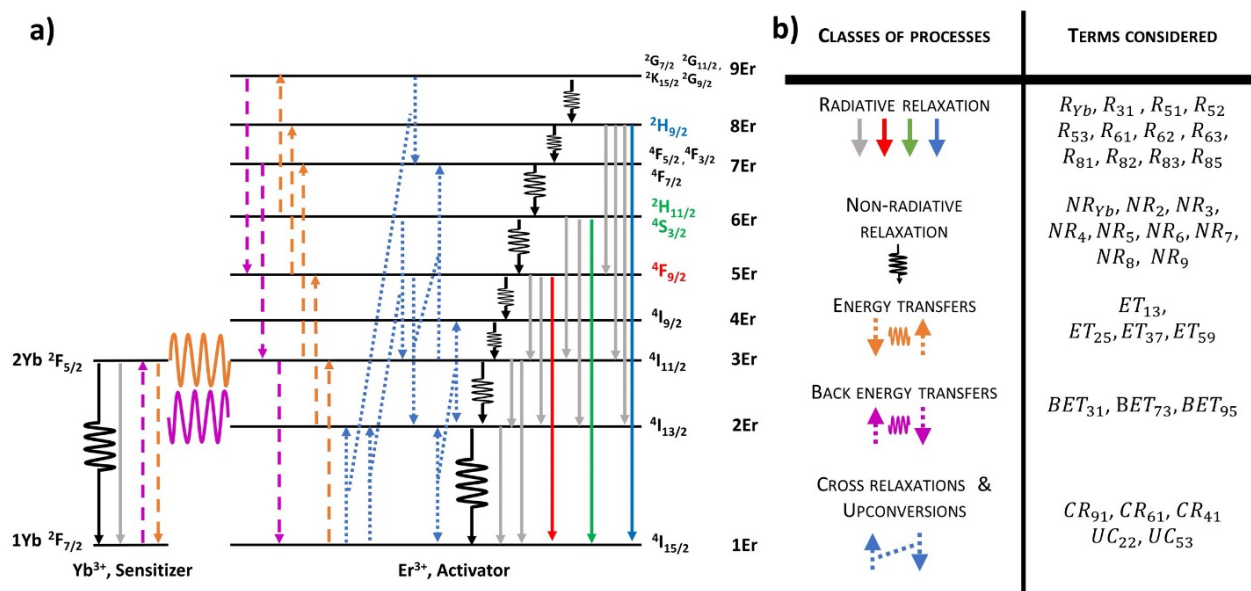 a)
²G₇/₂ ²G₁₁/₂,
²K₁₅/₂ ²G₉/₂
9Er
²H₉/₂
8Er
⁴F₅/₂, ⁴F₃/₂
7Er
⁴F₇/₂
²H₁₁/₂
6Er
⁴S₃/₂
⁴F₉/₂
5Er
⁴I₉/₂
4Er
2Yb ²F₅/₂
⁴I₁₁/₂
3Er
⁴I₁₃/₂
2Er
1Yb ²F₇/₂
⁴I₁₅/₂
1Er
Yb³⁺, Sensitizer
Er³⁺, Activator
b)
CLASSES OF PROCESSES
TERMS CONSIDERED
RADIATIVE RELAXATION
R_Yb, R₃₁ , R₅₁, R₅₂
R₅₃, R₆₁, R₆₂ , R₆₃,
R₈₁, R₈₂, R₈₃, R₈₅
NON-RADIATIVE
RELAXATION
NR_Yb, NR₂, NR₃,
NR₄, NR₅, NR₆, NR₇,
NR₈, NR₉
ENERGY TRANSFERS
ET₁₃,
ET₂₅, ET₃₇, ET₅₉
BACK ENERGY TRANSFERS
BET₃₁, BET₇₃, BET₉₅
CROSS RELAXATIONS &
UPCONVERSIONS
CR₉₁, CR₆₁, CR₄₁
UC₂₂, UC₅₃